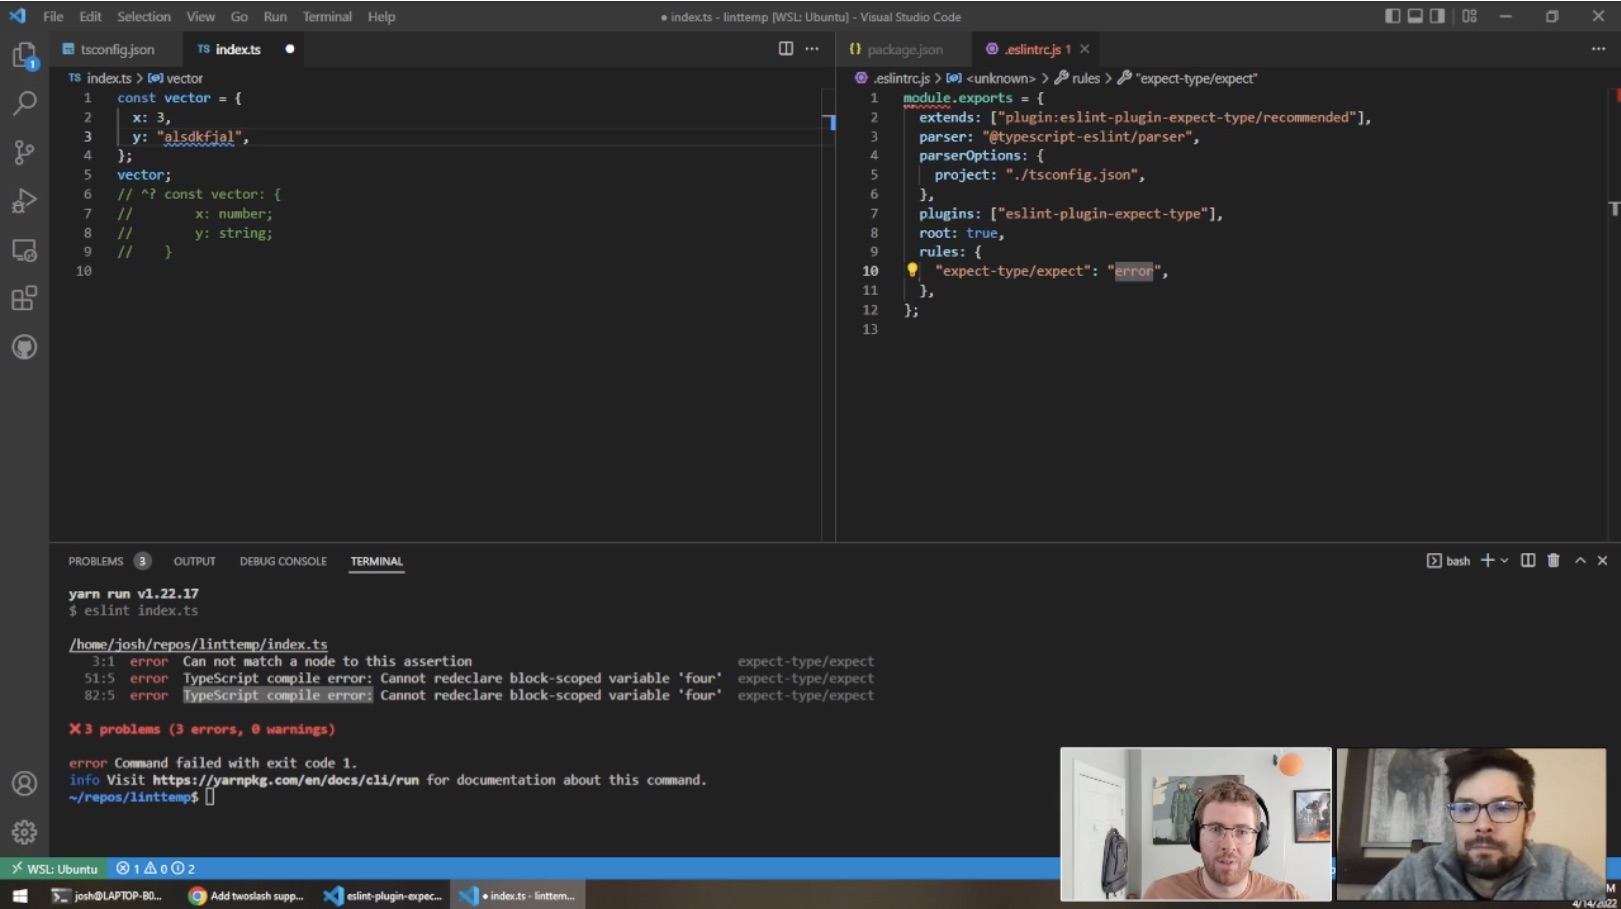 File Edit Selection View Go Run Terminal Help
● index.ts - linttemp [WSL: Ubuntu] - Visual Studio Code
tsconfig.json
TS index.ts ●
TS index.ts > vector
1 const vector = {
2 x: 3,
3 y: "alsdkfjal",
4 };
5 vector;
6 // ^? const vector: {
7 // x: number;
8 // y: string;
9 // }
10
{} package.json
.eslintrc.js 1 ×
.eslintrc.js > <unknown> > rules > "expect-type/expect"
1 module.exports = {
2 extends: ["plugin:eslint-plugin-expect-type/recommended"],
3 parser: "@typescript-eslint/parser",
4 parserOptions: {
5 project: "./tsconfig.json",
6 },
7 plugins: ["eslint-plugin-expect-type"],
8 root: true,
9 rules: {
10 "expect-type/expect": "error",
11 },
12 };
13
1
PROBLEMS 3 OUTPUT DEBUG CONSOLE TERMINAL
bash
yarn run v1.22.17
$ eslint index.ts
/home/josh/repos/linttemp/index.ts
3:1 error Can not match a node to this assertion expect-type/expect
51:5 error TypeScript compile error: Cannot redeclare block-scoped variable 'four' expect-type/expect
82:5 error TypeScript compile error: Cannot redeclare block-scoped variable 'four' expect-type/expect
✖ 3 problems (3 errors, 0 warnings)
error Command failed with exit code 1.
info Visit https://yarnpkg.com/en/docs/cli/run for documentation about this command.
~/repos/linttemp$
WSL: Ubuntu 1 0 2
josh@LAPTOP-B0... Add twoslash supp... eslint-plugin-expec... ● index.ts - linttem...
4/14/2022